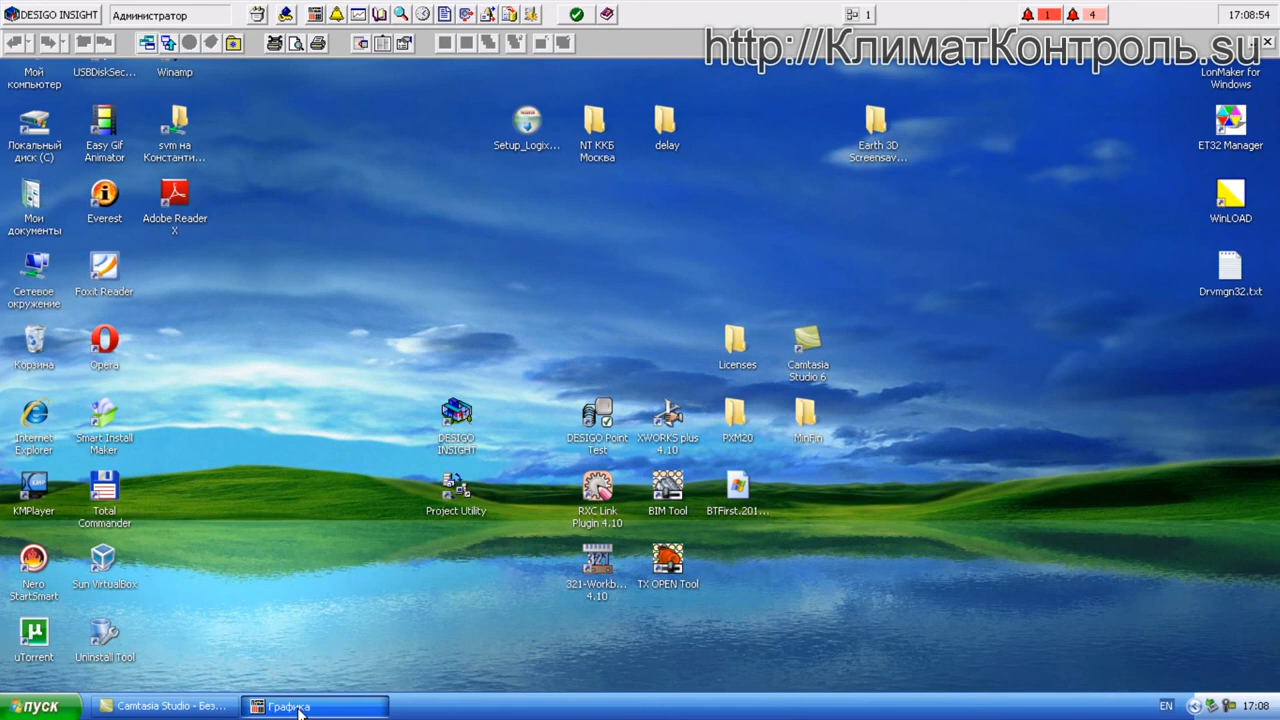 DESIGO INSIGHT
Администратор
1
1
4
17:08:54
http://КлиматКонтроль.su
Мой
компьютер
USBDiskSec...
Winamp
LonMaker for
Windows
Локальный
диск (C)
Easy Gif
Animator
svm на
Константи...
Setup_Logix...
NT ККБ
Москва
delay
Earth 3D
Screensav...
ET32 Manager
Мои
документы
Everest
Adobe Reader
X
WinLOAD
Сетевое
окружение
Foxit Reader
Drvmgn32.txt
Корзина
Opera
Licenses
Camtasia
Studio 6
Internet
Explorer
Smart Install
Maker
DESIGO
INSIGHT
DESIGO Point
Test
XWORKS plus
4.10
PXM20
MinFin
KMPlayer
Total
Commander
Project Utility
RXC Link
Plugin 4.10
BIM Tool
BTFirst.201...
Nero
StartSmart
Sun VirtualBox
321-Workb...
4.10
TX OPEN Tool
uTorrent
Uninstall Tool
пуск
Camtasia Studio - Без...
Графика
EN
17:08